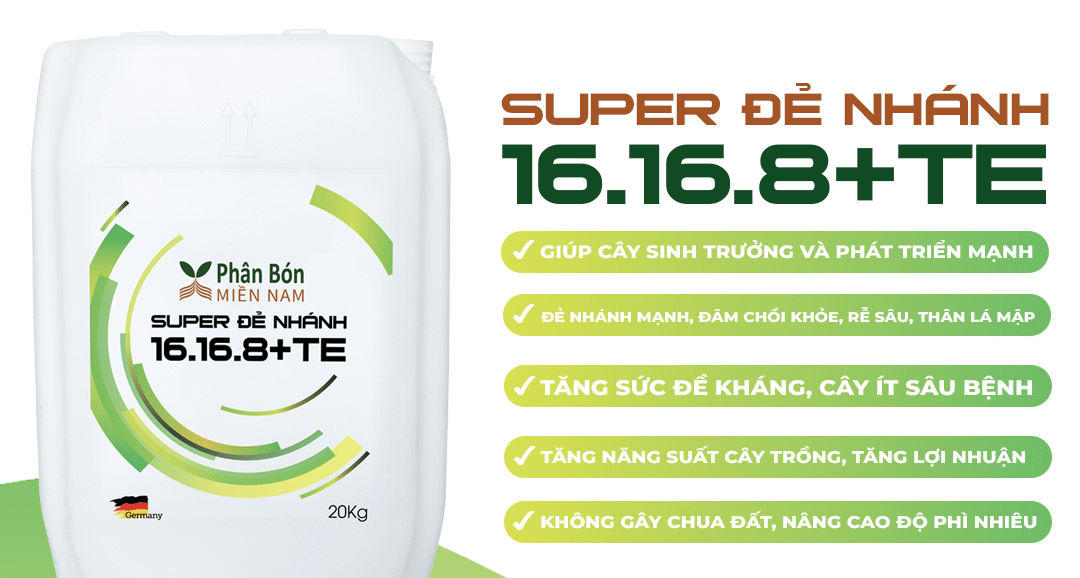 Phân Bón
MIỀN NAM
SUPER ĐẺ NHÁNH
16.16.8+TE
Germany
20Kg
SUPER ĐẺ NHÁNH
16.16.8+TE
GIÚP CÂY SINH TRƯỞNG VÀ PHÁT TRIỂN MẠNH
ĐẺ NHÁNH MẠNH, ĐÂM CHỒI KHỎE, RỄ SÂU, THÂN LÁ MẬP
TĂNG SỨC ĐỀ KHÁNG, CÂY ÍT SÂU BỆNH
TĂNG NĂNG SUẤT CÂY TRỒNG, TĂNG LỢI NHUẬN
KHÔNG GÂY CHUA ĐẤT, NÂNG CAO ĐỘ PHÌ NHIÊU